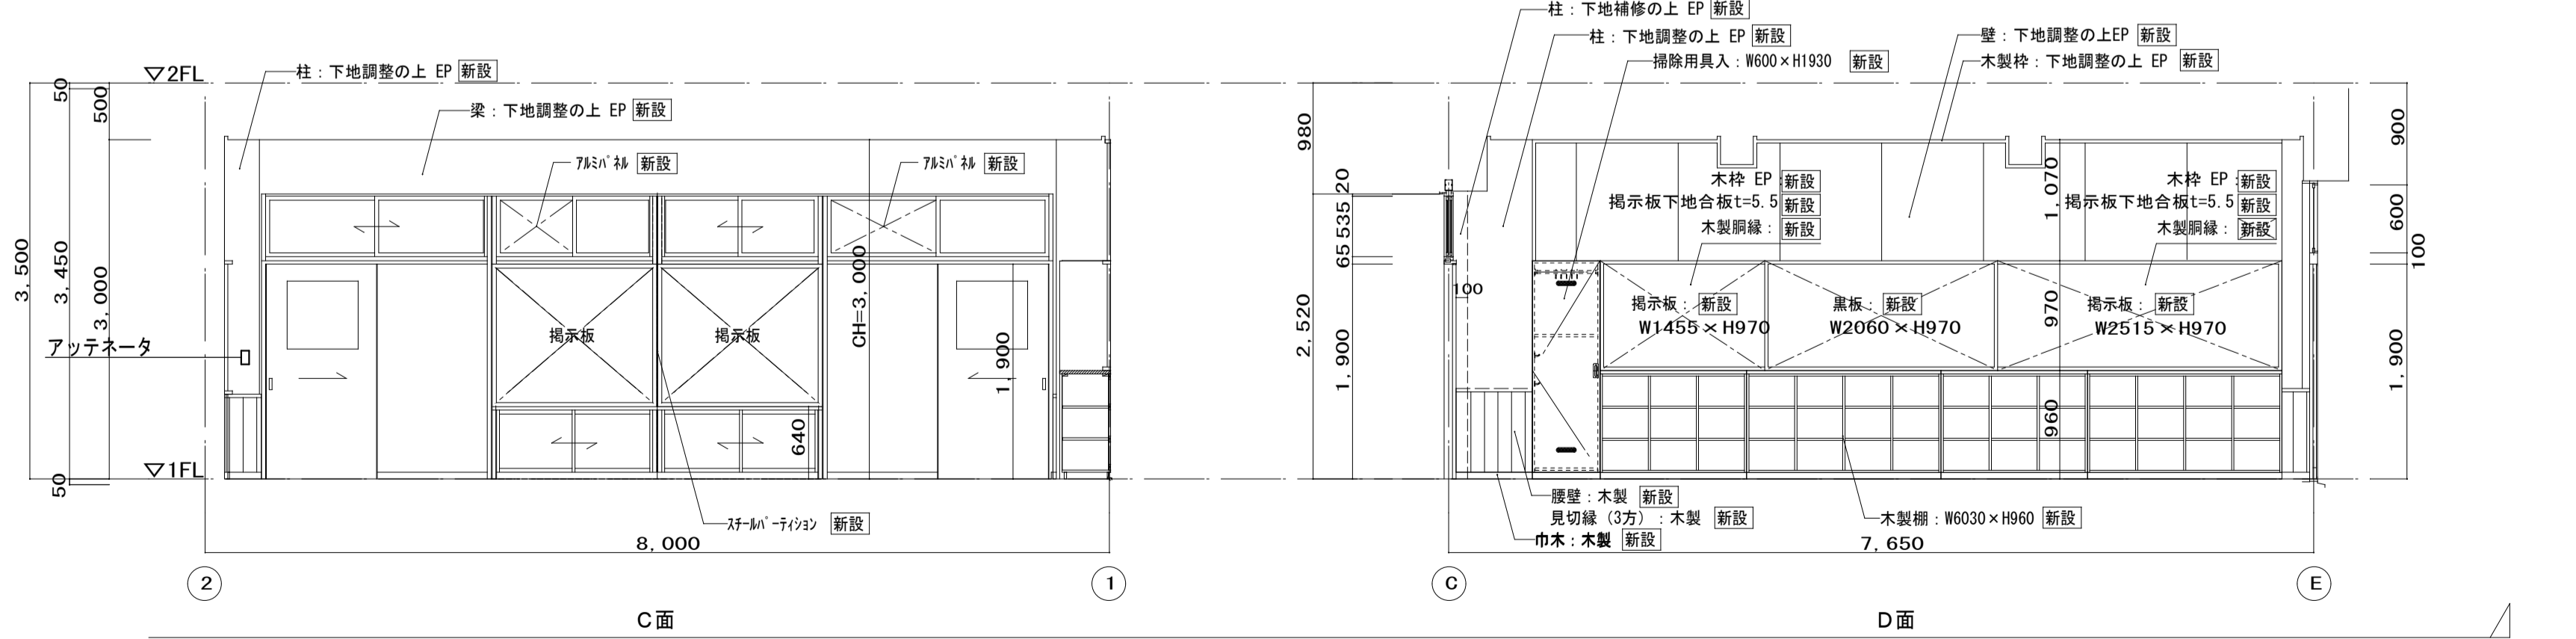 ▽2FL
柱：下地調整の上 EP 新設
梁：下地調整の上 EP 新設
ｱﾙﾐﾊﾟﾈﾙ 新設
ｱﾙﾐﾊﾟﾈﾙ 新設
50
500
3,500
3,450
3,000
アッテネータ
掲示板
掲示板
CH=3,000
1,900
640
▽1FL
50
ｽﾁｰﾙﾊﾟｰﾃｨｼｮﾝ 新設
8,000
2
1
C面
柱：下地補修の上 EP 新設
柱：下地調整の上 EP 新設
掃除用具入：W600×H1930 新設
壁：下地調整の上EP 新設
木製枠：下地調整の上 EP 新設
980
20
535
65
2,520
1,900
100
木枠 EP：新設
掲示板下地合板t=5.5 新設
木製胴縁： 新設
1,070
木枠 EP：新設
掲示板下地合板t=5.5 新設
木製胴縁： 新設
900
600
100
1,900
掲示板： 新設
W1455×H970
黒板： 新設
W2060×H970
970
掲示板： 新設
W2515×H970
960
腰壁：木製 新設
見切縁（3方）：木製 新設
巾木：木製 新設
木製棚：W6030×H960 新設
7,650
C
E
D面